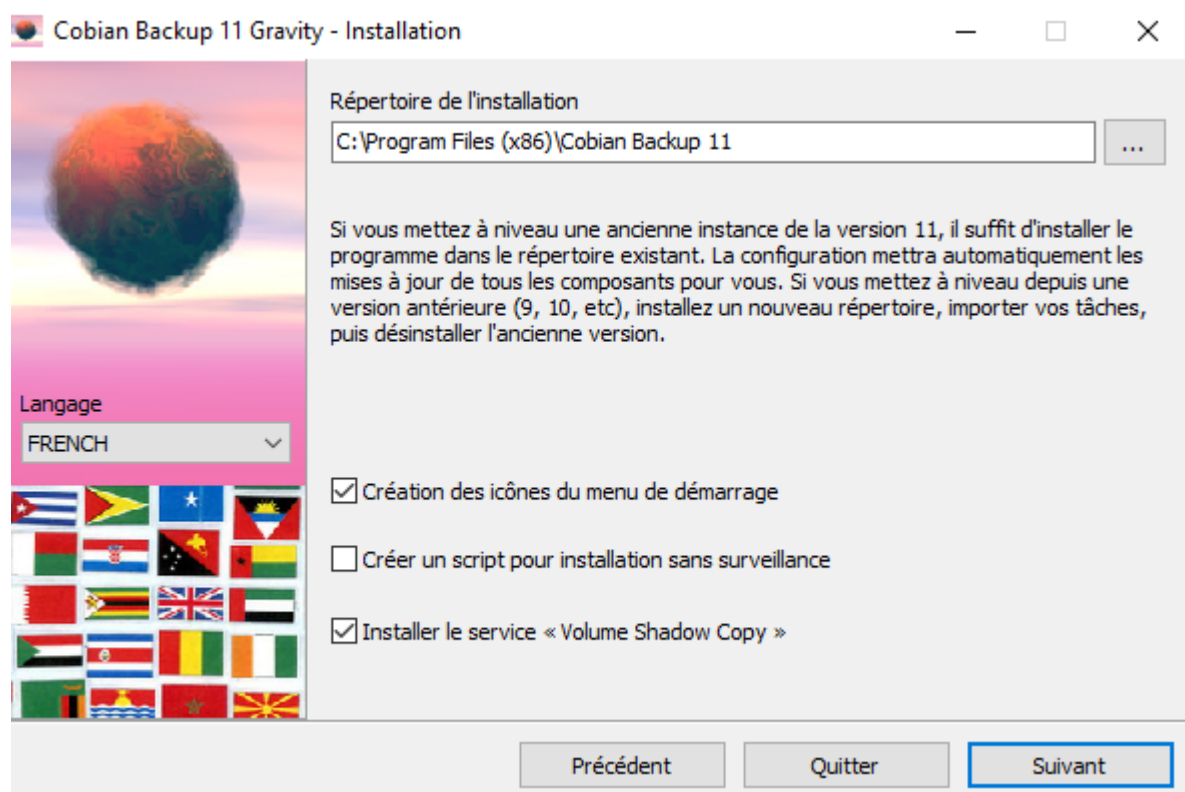 Cobian Backup 11 Gravity - Installation
Répertoire de l'installation
C:\Program Files (x86)\Cobian Backup 11
...
Si vous mettez à niveau une ancienne instance de la version 11, il suffit d'installer le
programme dans le répertoire existant. La configuration mettra automatiquement les
mises à jour de tous les composants pour vous. Si vous mettez à niveau depuis une
version antérieure (9, 10, etc), installez un nouveau répertoire, importer vos tâches,
puis désinstaller l'ancienne version.
Langage
FRENCH
Création des icônes du menu de démarrage
Créer un script pour installation sans surveillance
Installer le service « Volume Shadow Copy »
Précédent
Quitter
Suivant